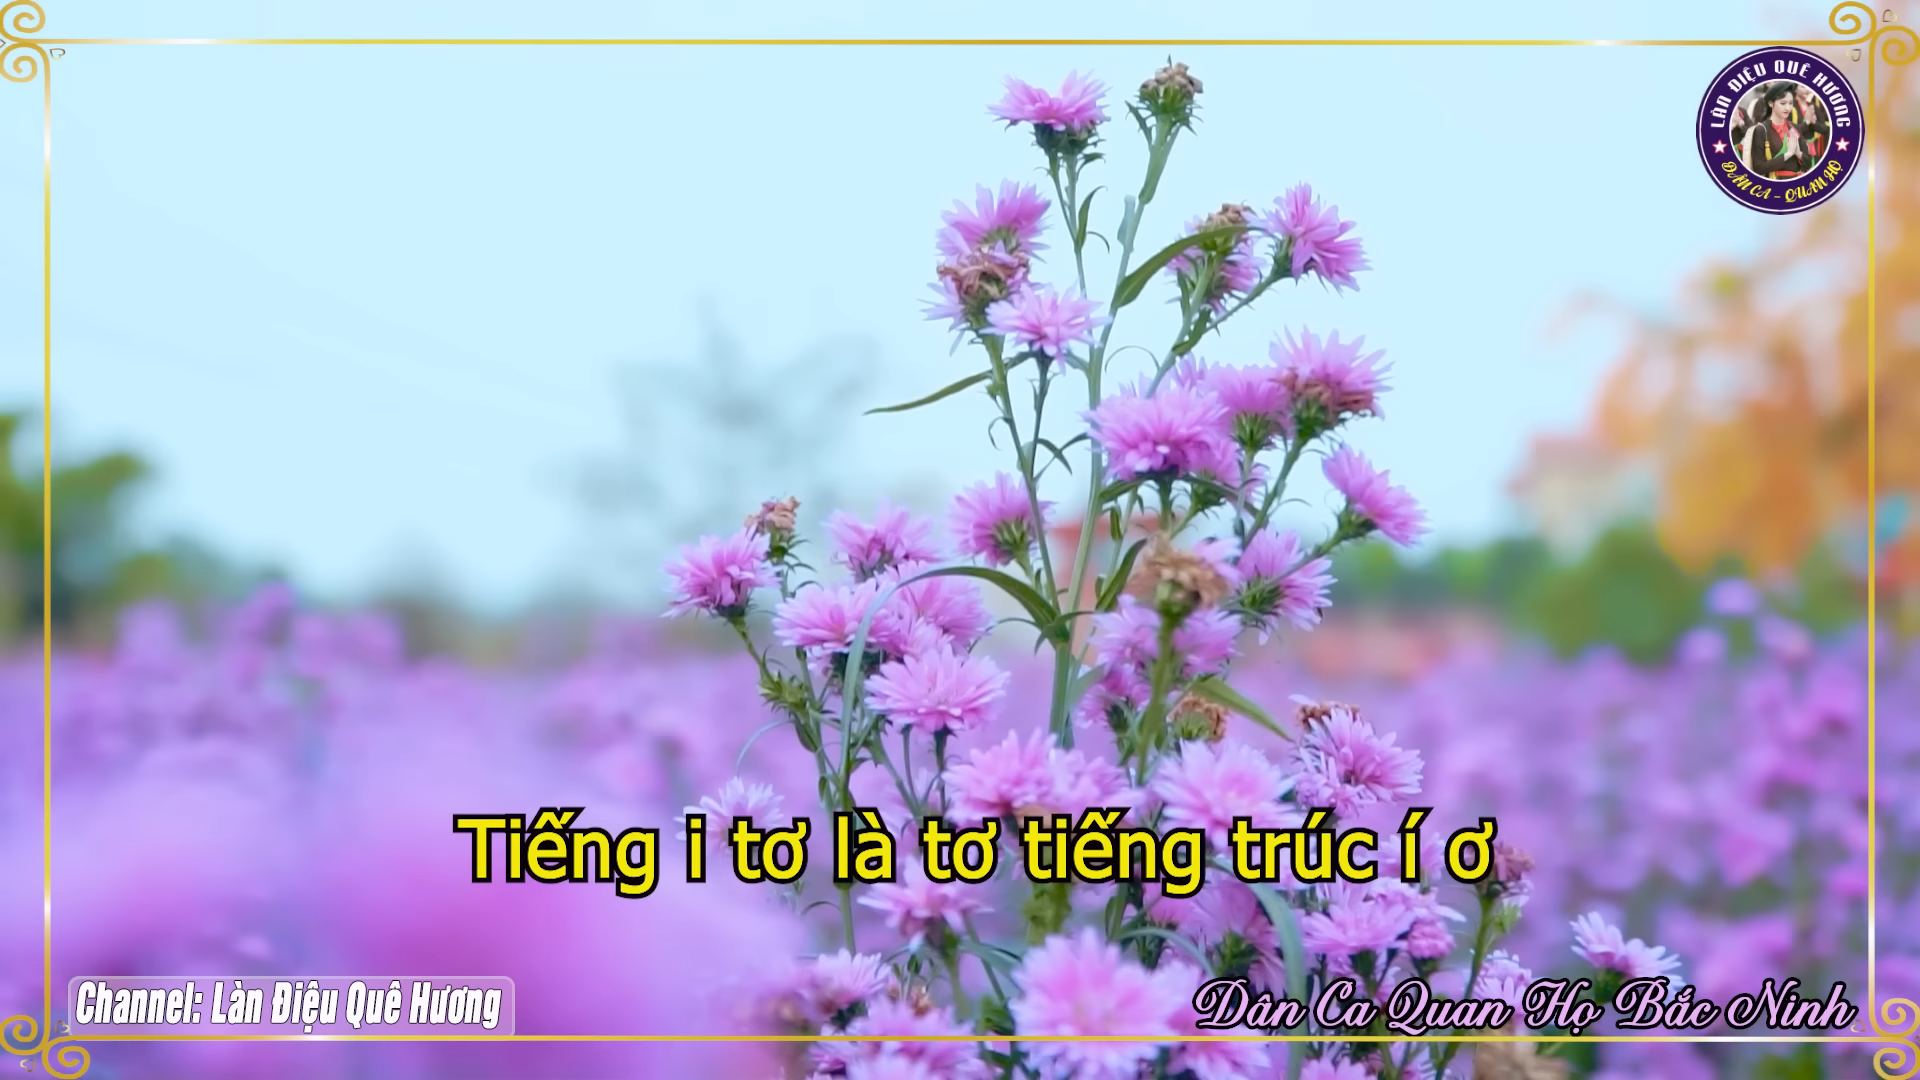 LÀN ĐIỆU QUÊ HƯƠNG
DÂN CA - QUAN HỌ
Tiếng i tơ là tơ tiếng trúc í ơ
Channel: Làn Điệu Quê Hương
Dân Ca Quan Họ Bắc Ninh